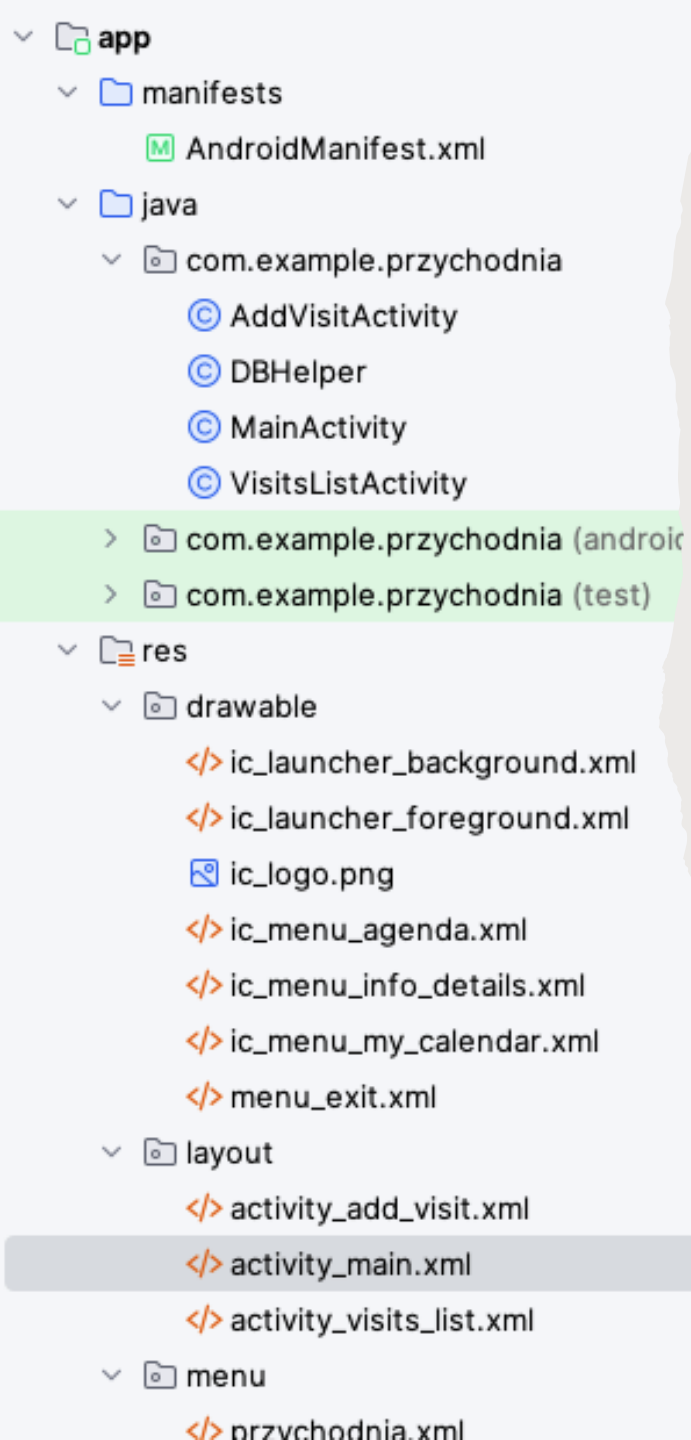 app
manifests
AndroidManifest.xml
java
com.example.przychodnia
AddVisitActivity
DBHelper
MainActivity
VisitsListActivity
com.example.przychodnia
com.example.przychodnia (test)
res
drawable
ic_launcher_background.xml
ic_launcher_foreground.xml
ic_logo.png
ic_menu_agenda.xml
ic_menu_info_details.xml
ic_menu_my_calendar.xml
menu_exit.xml
layout
activity_add_visit.xml
activity_main.xml
activity_visits_list.xml
menu
przychodnia.xml